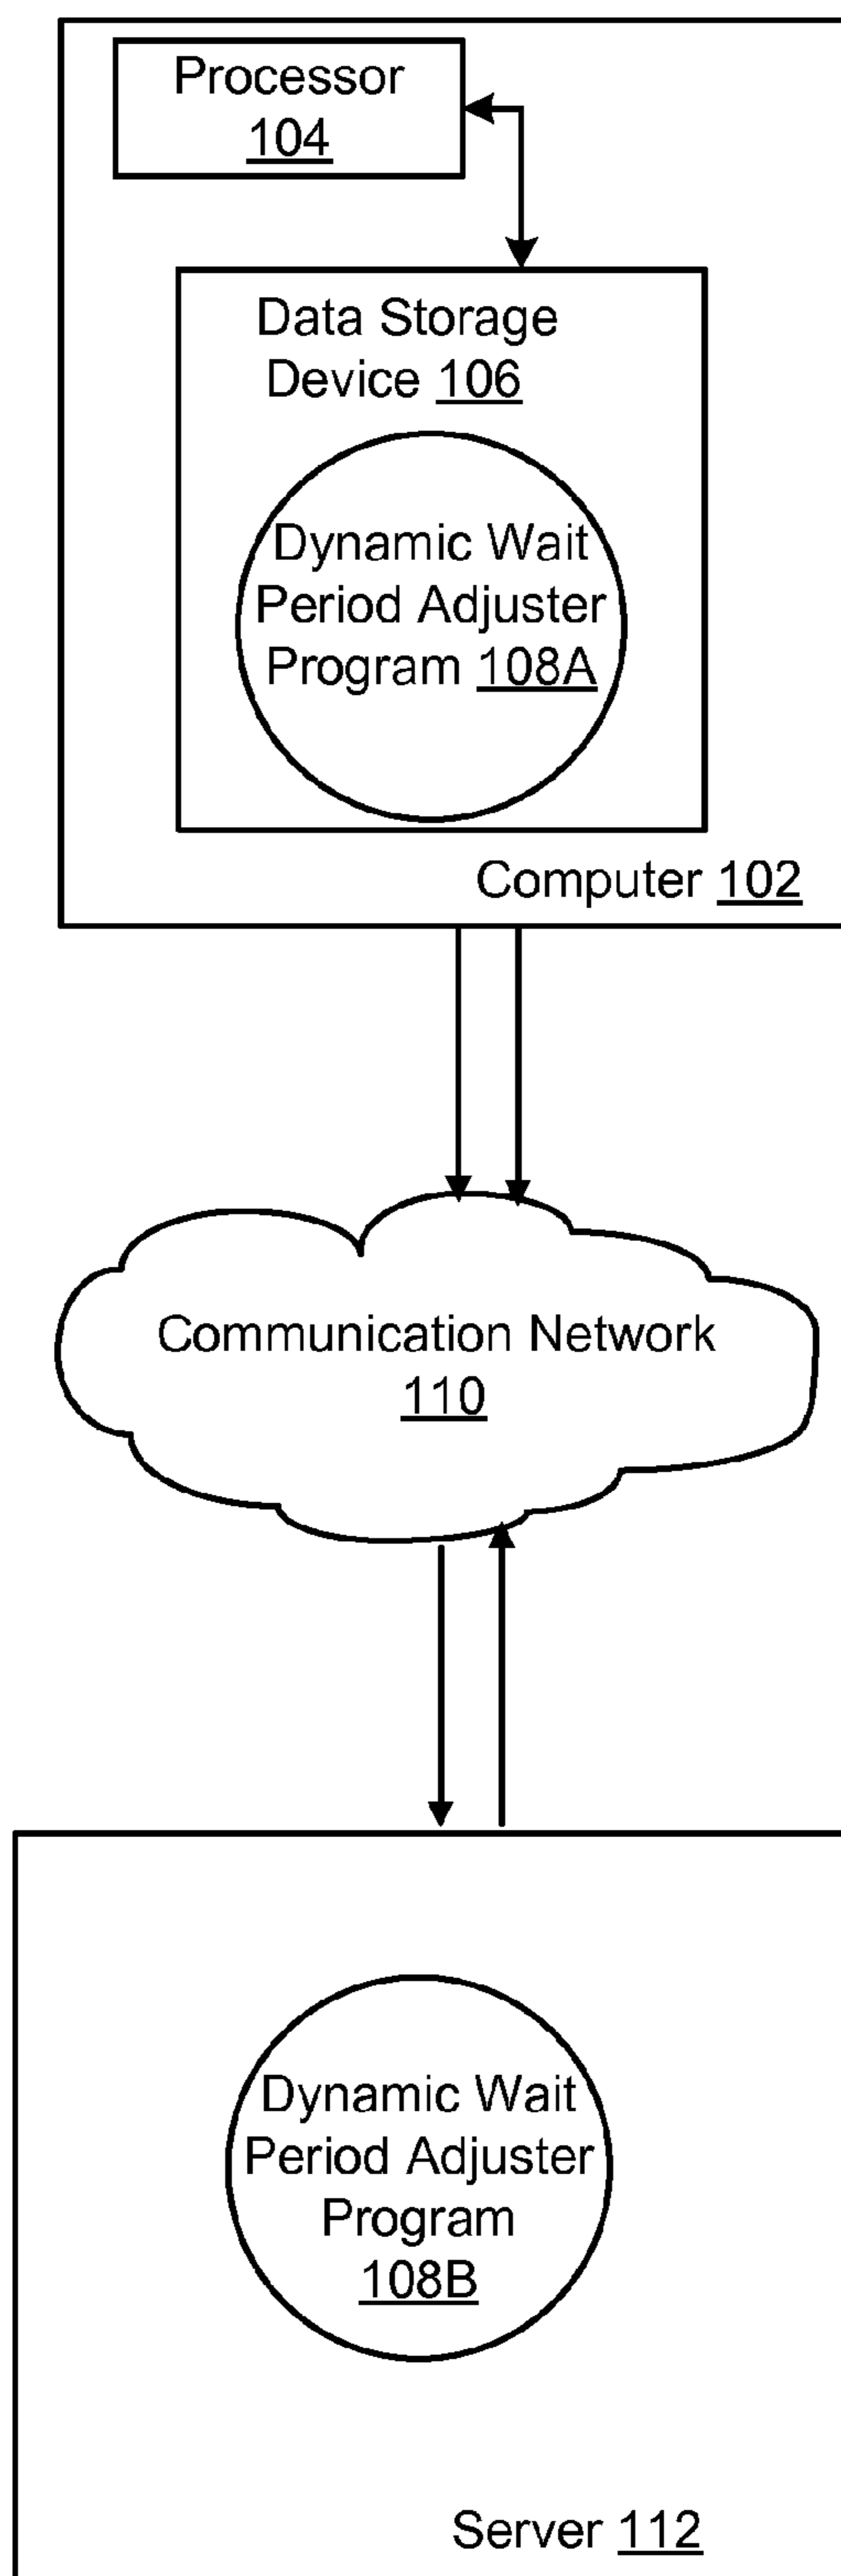 Processor
104
Data Storage
Device 106
Dynamic Wait
Period Adjuster
Program 108A
Computer 102
Communication Network
110
Dynamic Wait
Period Adjuster
Program
108B
Server 112